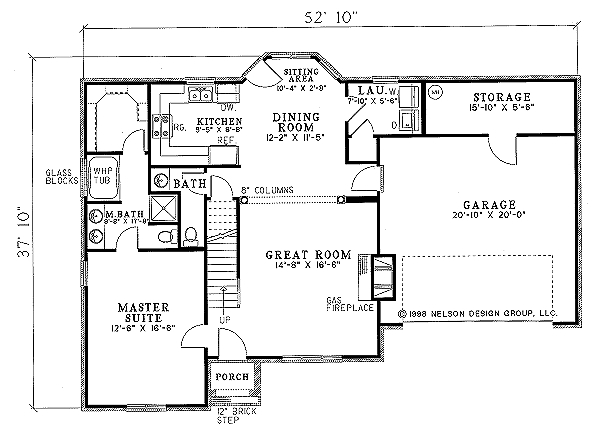 52' 10"
37' 10"
SITTING
AREA
10'-4" X 2'-9"
LAU.
W.
7'-10" X 5'-6"
D
WH
STORAGE
15'-10" X 5'-8"
DW.
KITCHEN
9'-5" X 8'-8"
RG.
REF.
DINING
ROOM
12'-2" X 11'-5"
GLASS
BLOCKS
WHP
TUB
BATH
8" COLUMNS
M.BATH
8'-8" X 17'-8"
GARAGE
20'-10" X 20'-0"
GREAT ROOM
14'-8" X 16'-6"
MASTER
SUITE
12'-6" X 16'-8"
UP
GAS
FIREPLACE
©1998 NELSON DESIGN GROUP, LLC.
PORCH
12" BRICK
STEP